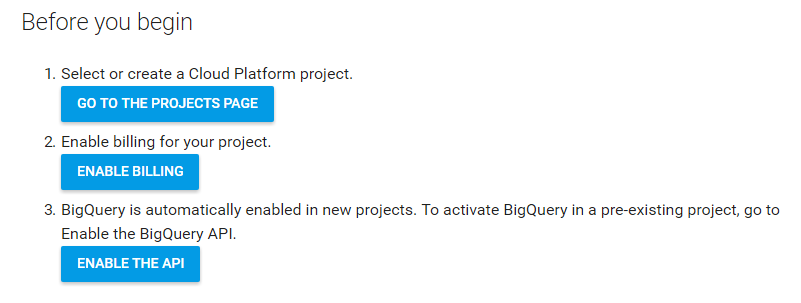 Before you begin
1. Select or create a Cloud Platform project.
GO TO THE PROJECTS PAGE
2. Enable billing for your project.
ENABLE BILLING
3. BigQuery is automatically enabled in new projects. To activate BigQuery in a pre-existing project, go to
Enable the BigQuery API.
ENABLE THE API